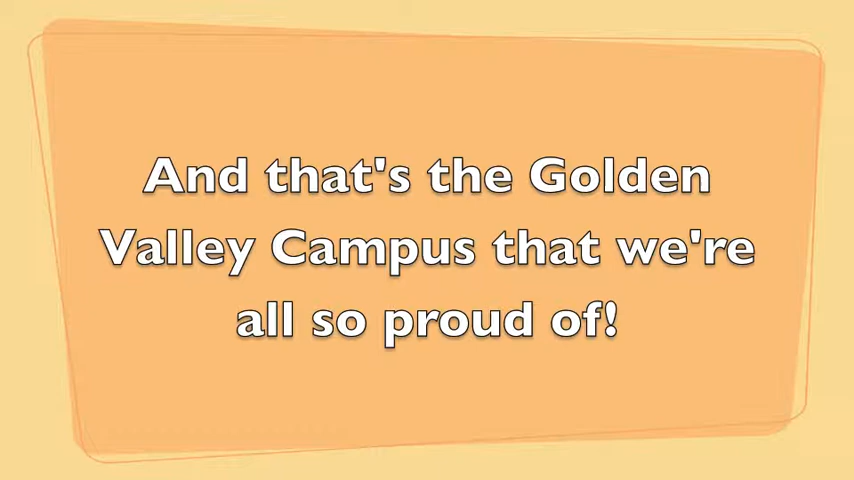 And that's the Golden
Valley Campus that we're
all so proud of!